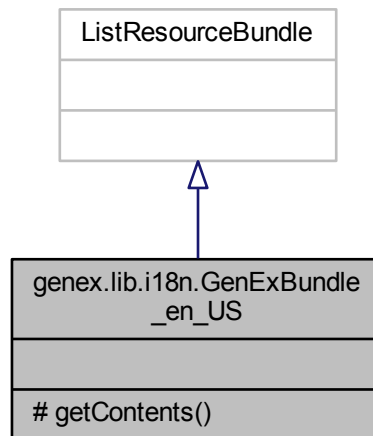 ListResourceBundle
genex.lib.i18n.GenExBundle
_en_US
# getContents()